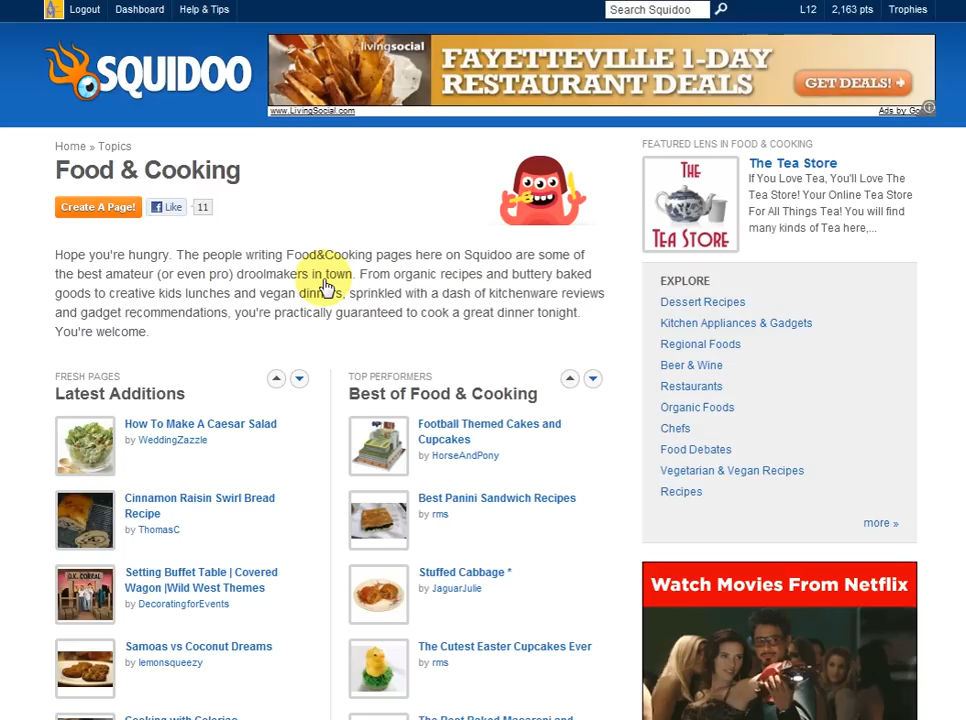 Logout Dashboard Help & Tips Search Squidoo L12 2,163 pts Trophies
SQUIDOO
livingsocial
FAYETTEVILLE 1-DAY
RESTAURANT DEALS
GET DEALS!
www.LivingSocial.com Ads by
Home » Topics
Food & Cooking
Create A Page! Like 11
Hope you're hungry. The people writing Food&Cooking pages here on Squidoo are some of
the best amateur (or even pro) droolmakers in town. From organic recipes and buttery baked
goods to creative kids lunches and vegan dinners, sprinkled with a dash of kitchenware reviews
and gadget recommendations, you're practically guaranteed to cook a great dinner tonight.
You're welcome.
FRESH PAGES
Latest Additions
How To Make A Caesar Salad
by WeddingZazzle
Cinnamon Raisin Swirl Bread
Recipe
by ThomasC
Setting Buffet Table | Covered
Wagon |Wild West Themes
by DecoratingforEvents
Samoas vs Coconut Dreams
by lemonsqueezy
Cooking with Calories
TOP PERFORMERS
Best of Food & Cooking
Football Themed Cakes and
Cupcakes
by HorseAndPony
Best Panini Sandwich Recipes
by rms
Stuffed Cabbage *
by JaguarJulie
The Cutest Easter Cupcakes Ever
by rms
The Best Baked Macaroni and
FEATURED LENS IN FOOD & COOKING
THE
TEA STORE
The Tea Store
If You Love Tea, You'll Love The
Tea Store! Your Online Tea Store
For All Things Tea! You will find
many kinds of Tea here,...
EXPLORE
Dessert Recipes
Kitchen Appliances & Gadgets
Regional Foods
Beer & Wine
Restaurants
Organic Foods
Chefs
Food Debates
Vegetarian & Vegan Recipes
Recipes
more »
Watch Movies From Netflix